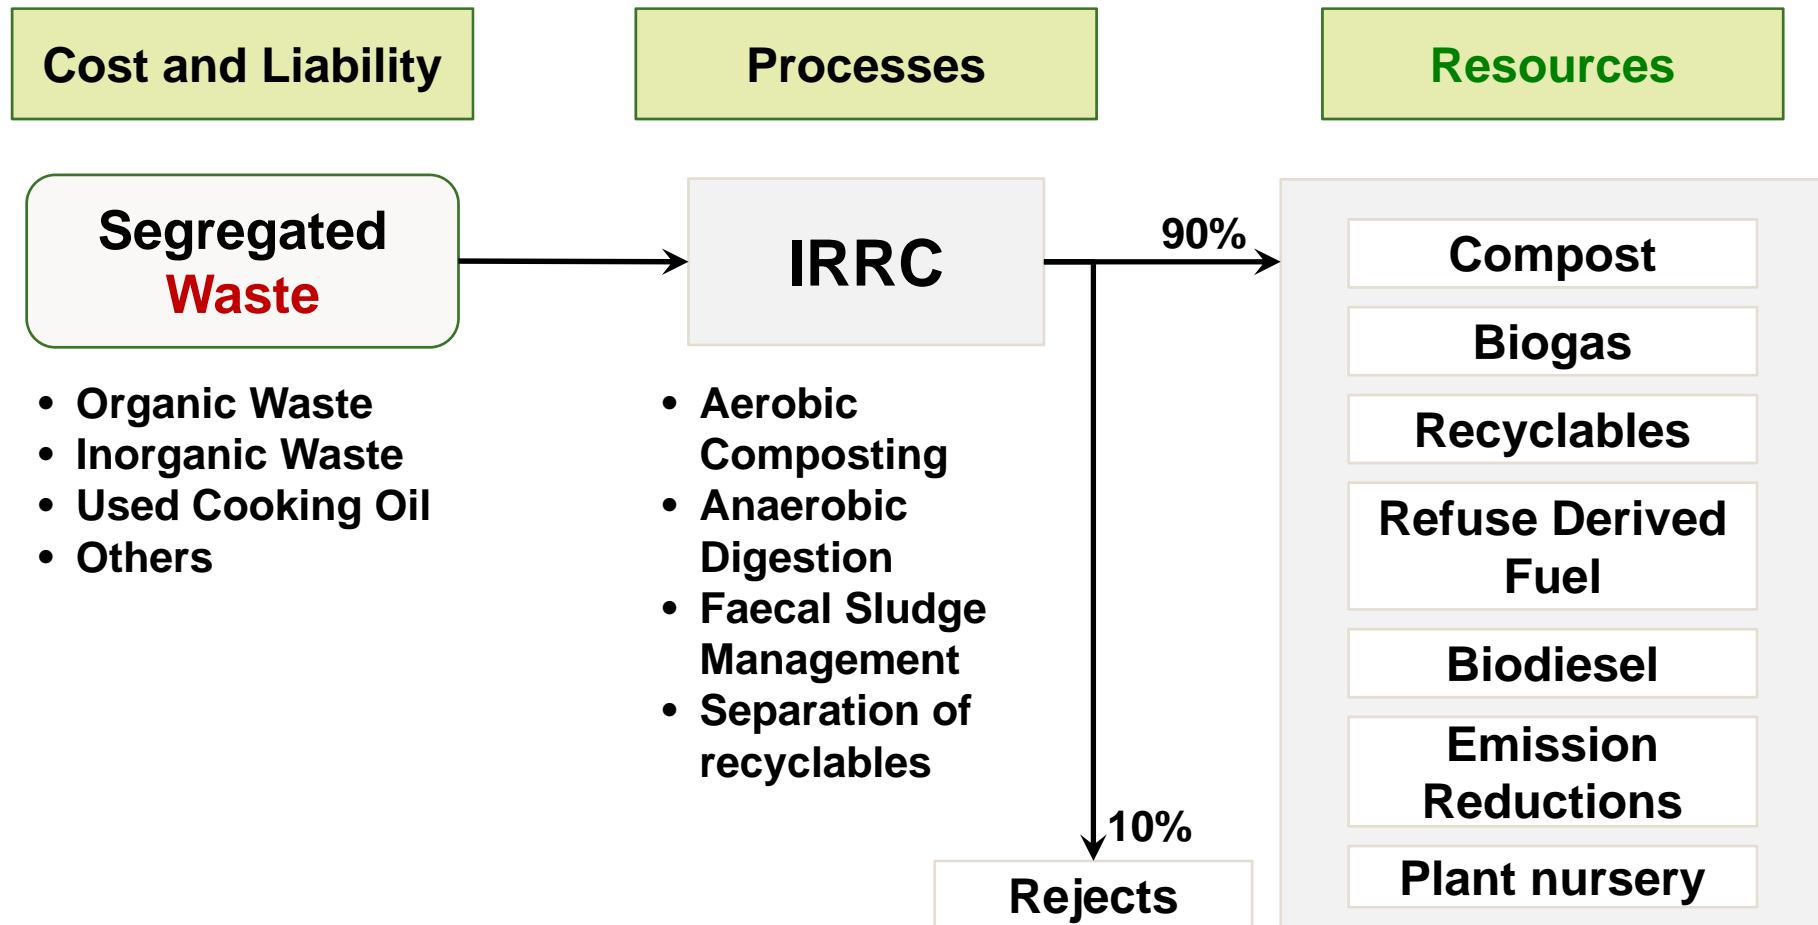 Cost and Liability
Processes
Resources
Segregated
Waste
IRRC
90%
• Organic Waste
• Inorganic Waste
• Used Cooking Oil
• Others
• Aerobic
Composting
• Anaerobic
Digestion
• Faecal Sludge
Management
• Separation of
recyclables
10%
Rejects
Compost
Biogas
Recyclables
Refuse Derived
Fuel
Biodiesel
Emission
Reductions
Plant nursery